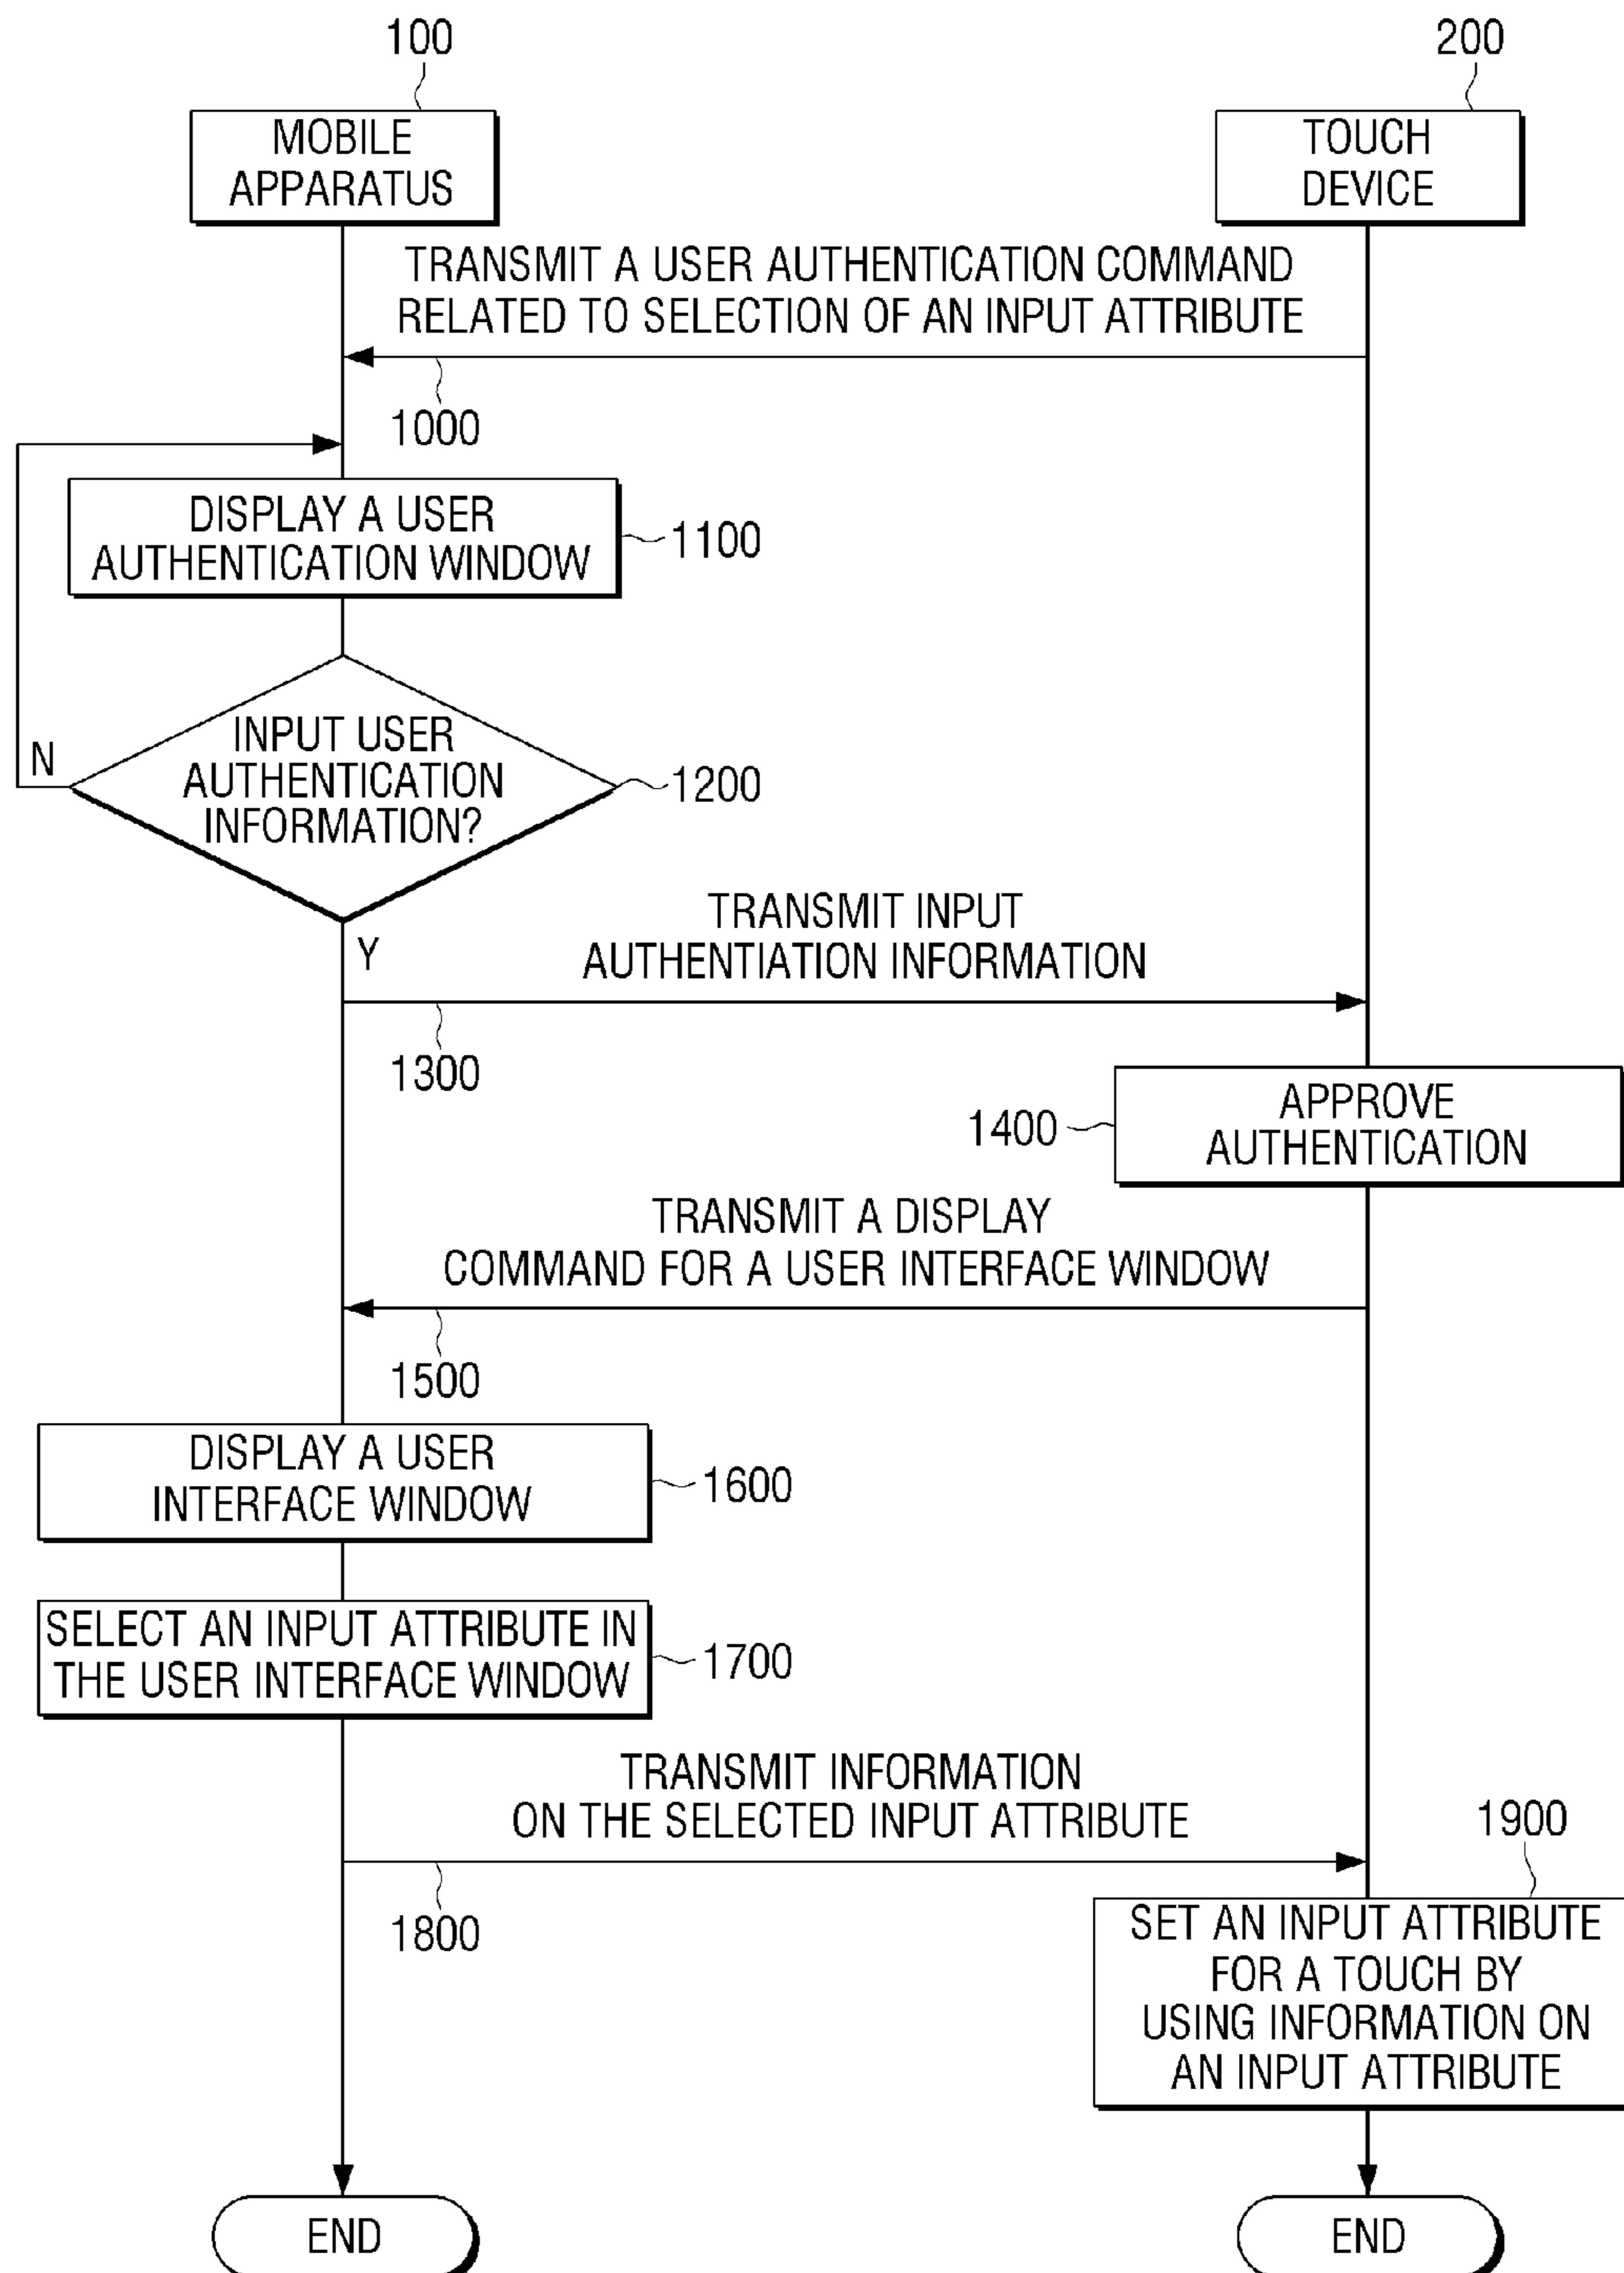 100
200
MOBILE
APPARATUS
TOUCH
DEVICE
TRANSMIT A USER AUTHENTICATION COMMAND
RELATED TO SELECTION OF AN INPUT ATTRIBUTE
1000
DISPLAY A USER
AUTHENTICATION WINDOW
1100
INPUT USER
AUTHENTICATION
INFORMATION?
N
1200
Y
TRANSMIT INPUT
AUTHENTIATION INFORMATION
1300
APPROVE
AUTHENTICATION
1400
TRANSMIT A DISPLAY
COMMAND FOR A USER INTERFACE WINDOW
1500
DISPLAY A USER
INTERFACE WINDOW
1600
SELECT AN INPUT ATTRIBUTE IN
THE USER INTERFACE WINDOW
1700
TRANSMIT INFORMATION
ON THE SELECTED INPUT ATTRIBUTE
1800
1900
SET AN INPUT ATTRIBUTE
FOR A TOUCH BY
USING INFORMATION ON
AN INPUT ATTRIBUTE
END
END